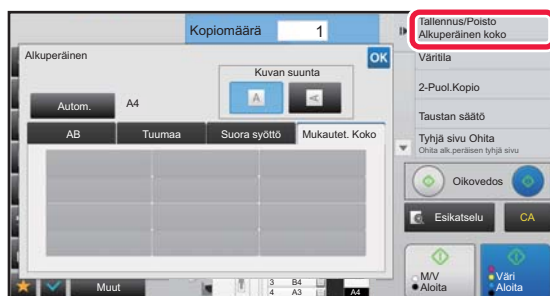 Kopiomäärä 1
Tallennus/Poisto
Alkuperäinen koko
Alkuperäinen
OK
Väritila
Kuvan suunta
A A
2-Puol.Kopio
Autom. A4
Taustan säätö
AB Tuumaa Suora syöttö Mukautet. Koko
Tyhjä sivu Ohita
Ohita alk.peräisen tyhjä sivu
Oikovedos
Esikatselu CA
M/V
Aloita
Väri
Aloita
Muut
3 B4
4 A3
A4